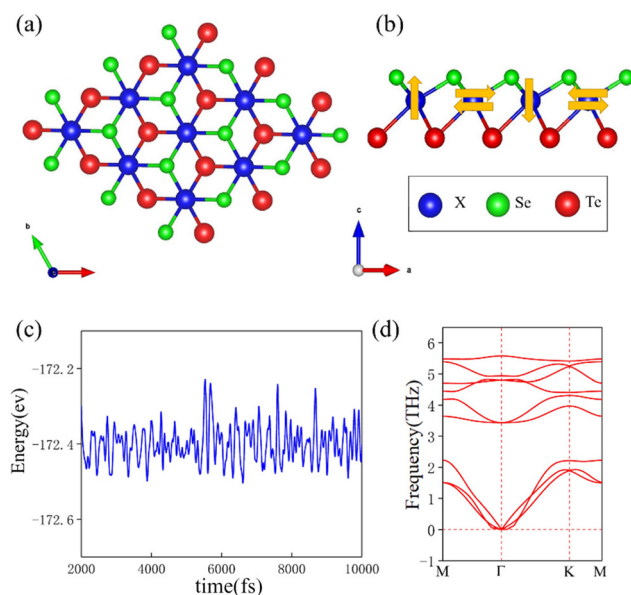 (a)
(b)
X Se Te
b
c
a
(c)
-172.2
-172.4
-172.6
Energy(ev)
2000 4000 6000 8000 10000
time(fs)
(d)
6
5
4
3
2
1
0
-1
Frequency(THz)
M Γ K M